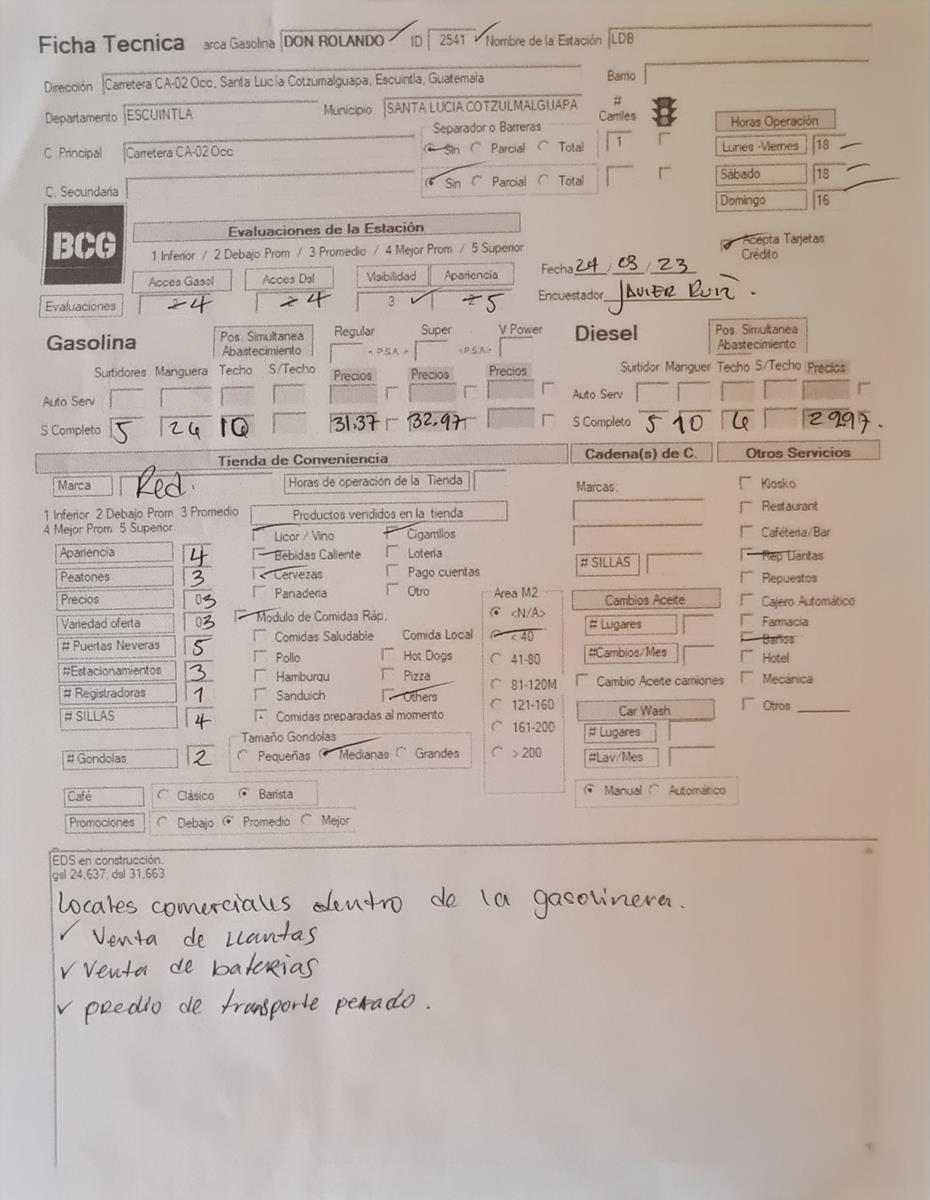 Ficha Tecnica arca Gasolina DON ROLANDO ID 2541 Nombre de la Estación LDB
Dirección Carretera CA-02 Occ, Santa Lucía Cotzumalguapa, Escuintla, Guatemala Barrio
Departamento ESCUINTLA Municipio SANTA LUCIA COTZULMALGUAPA # Carriles
Separador o Barreras Horas Operación
C. Principal Carretera CA-02 Occ Sin Parcial Total 1 Lunes -Viernes 18
C. Secundaria Sin Parcial Total Sábado 18
Domingo 16
BCG
Evaluaciones de la Estación
1 Inferior / 2 Debajo Prom / 3 Promedio / 4 Mejor Prom / 5 Superior
Acepta Tarjetas Crédito
Acces Gasol Acces Dsl Visibilidad Apariencia Fecha 24 / 03 / 23
Evaluaciones 4 4 3 5 Encuestador JAVIER RUIZ.
Gasolina Pos. Simultanea Abastecimiento Regular Super V Power Diesel Pos. Simultanea Abastecimiento
<P.S.A.> <P.S.A>
Surtidores Manguera Techo S/Techo Precios Precios Precios Surtidor Manguer Techo S/Techo Precios
Auto Serv Auto Serv
S Completo 5 24 10 31.37 32.97 S Completo 5 10 4 29.97.
Tienda de Conveniencia Cadena(s) de C. Otros Servicios
Marca Red. Horas de operación de la Tienda Marcas: Kiosko
1 Inferior 2 Debajo Prom 3 Promedio
4 Mejor Prom 5 Superior
Productos vendidos en la tienda Restaurant
Licor / Vino Cigarrillos Caféteria/Bar
Apariencia 4 Bebidas Caliente Loteria # SILLAS Rep Llantas
Peatones 3 Cervezas Pago cuentas Repuestos
Precios 03 Panaderia Otro Area M2 Cambios Aceite Cajero Automático
Variedad oferta 03 Modulo de Comidas Ráp. <N/A> # Lugares Farmacia
# Puertas Neveras 5 Comidas Saludable Comida Local < 40 Baños
#Estacionamientos 3 Pollo Hot Dogs 41-80 #Cambios/Mes Hotel
# Registradoras 1 Hamburqu Pizza 81-120M Cambio Aceite camiones Mecánica
# SILLAS 4 Sanduich Others 121-160 Car Wash Otros
Comidas preparadas al momento 161-200 # Lugares
Tamaño Gondolas
# Gondolas 2 Pequeñas Medianas Grandes > 200 #Lav/Mes
Café Clásico Barista Manual Automático
Promociones Debajo Promedio Mejor
EDS en construcción.
gsl 24,637; dsl 31,663
Locales comerciales dentro de la gasolinera.
✓ Venta de Llantas
✓ Venta de baterias
✓ predio de transporte pesado.